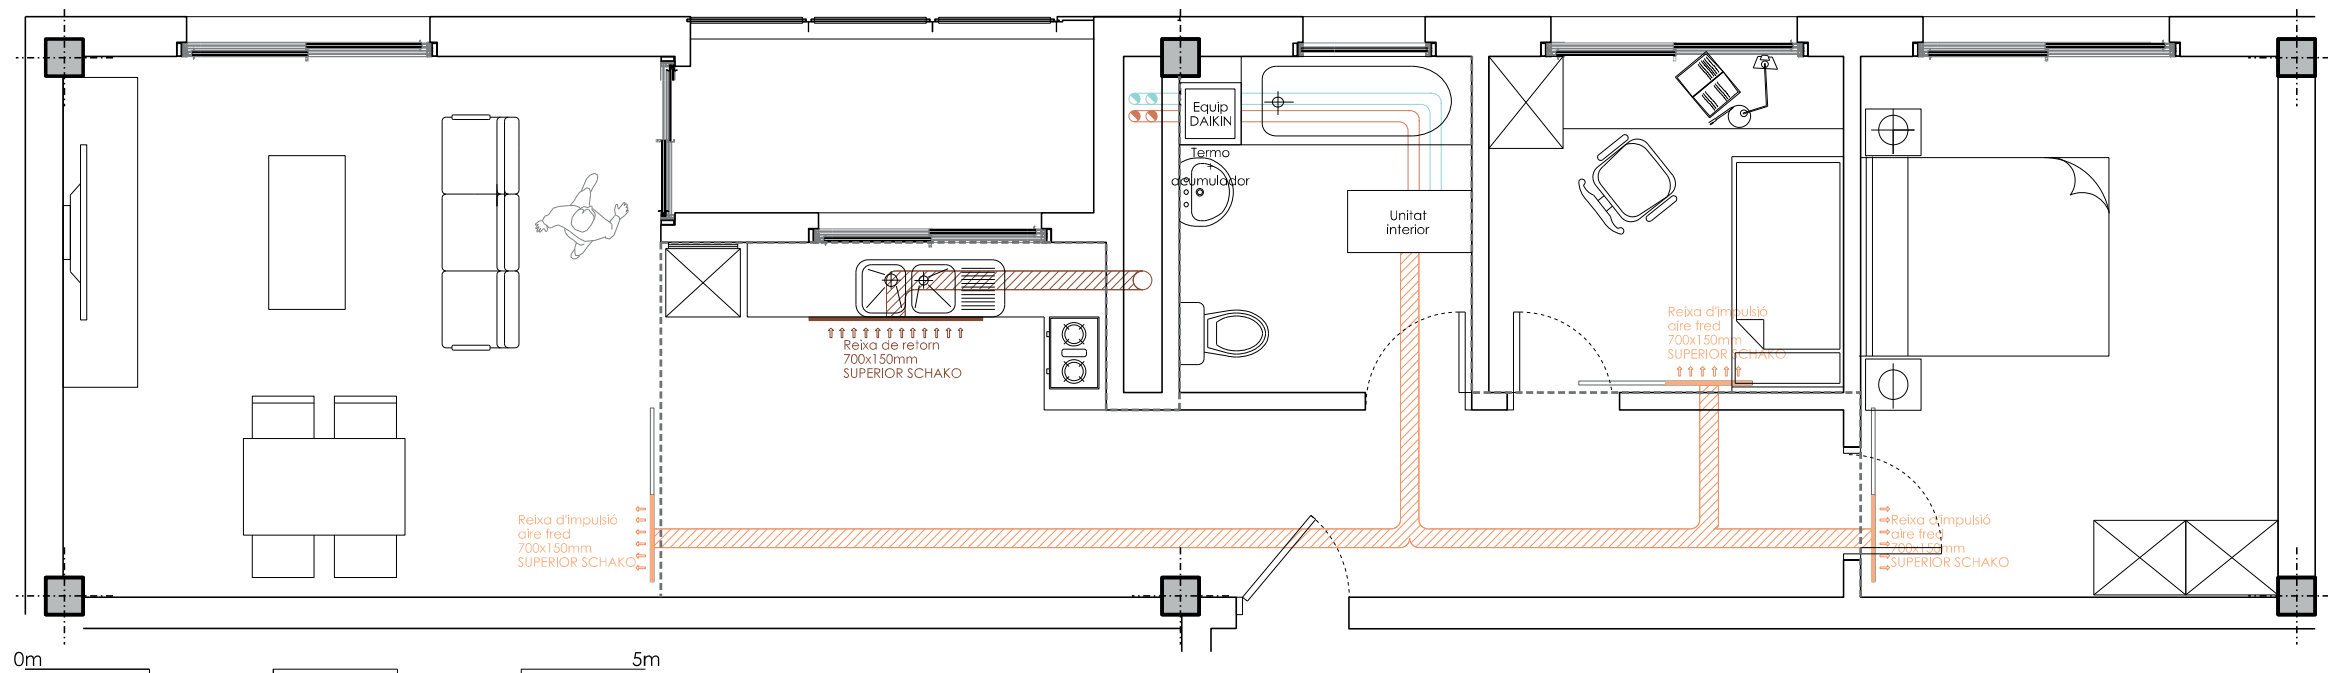 Equip
DAIKIN
Termo
+
acumulador
Unitat
interior
Reixa de retorn
700x150mm
SUPERIOR SCHAKO
Reixa d'impulsió
aire fred
700x150mm
SUPERIOR SCHAKO
Reixa d'impulsió
aire fred
700x150mm
SUPERIOR SCHAKO
Reixa d'impulsió
aire fred
700x150mm
SUPERIOR SCHAKO
0m
5m